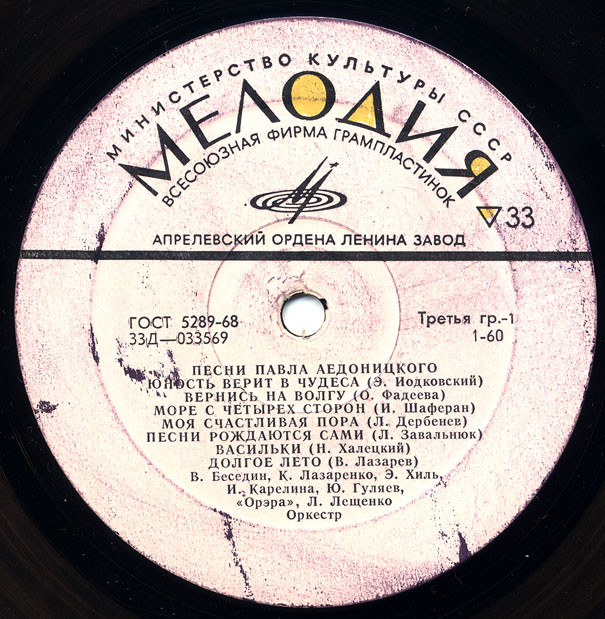 МИНИСТЕРСТВО КУЛЬТУРЫ СССР
МЕЛОДИЯ
ВСЕСОЮЗНАЯ ФИРМА ГРАМПЛАСТИНОК
33
АПРЕЛЕВСКИЙ ОРДЕНА ЛЕНИНА ЗАВОД
ГОСТ 5289-68
Третья гр.-1
33Д—033569
1-60
ПЕСНИ ПАВЛА АЕДОНИЦКОГО
ЮНОСТЬ ВЕРИТ В ЧУДЕСА (Э. Иодковский)
ВЕРНИСЬ НА ВОЛГУ (О. Фадеева)
МОРЕ С ЧЕТЫРЕХ СТОРОН (И. Шаферан)
МОЯ СЧАСТЛИВАЯ ПОРА (Л. Дербенев)
ПЕСНИ РОЖДАЮТСЯ САМИ (Л. Завальнюк)
ВАСИЛЬКИ (Н. Халецкий)
ДОЛГОЕ ЛЕТО (В. Лазарев)
В. Беседин, К. Лазаренко, Э. Хиль,
И. Карелина, Ю. Гуляев,
«Орэра», Л. Лещенко
Оркестр